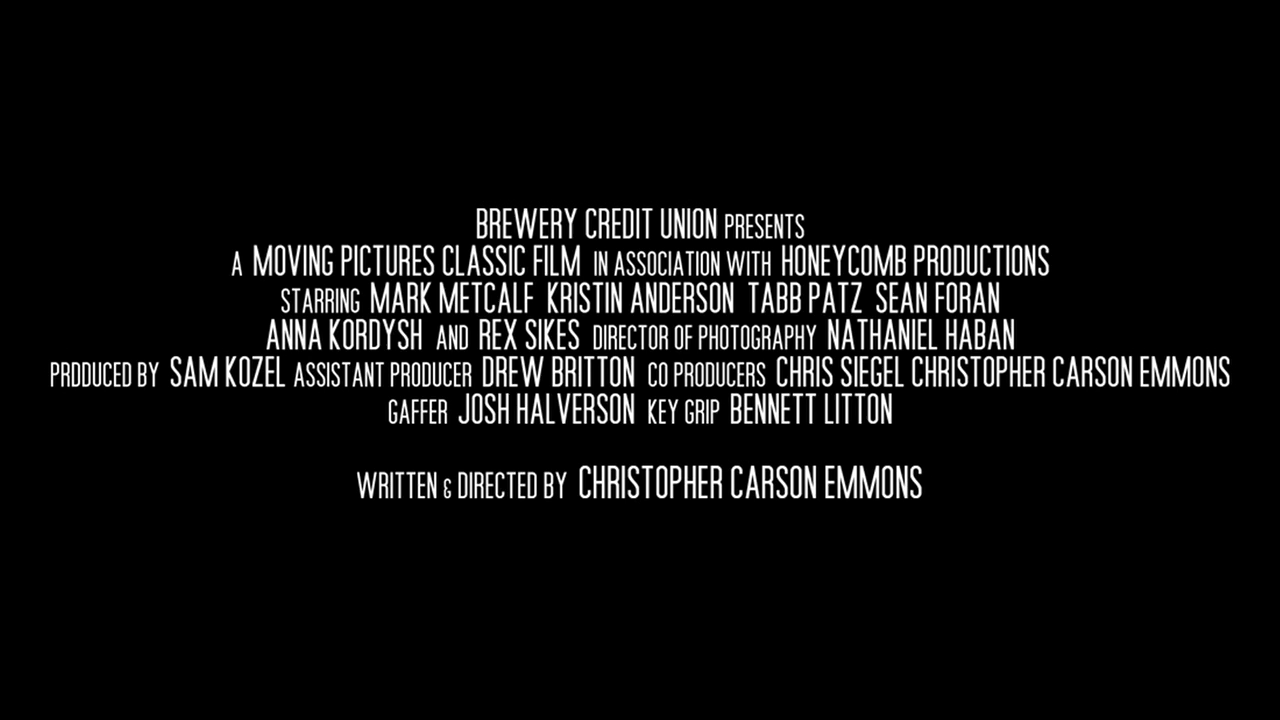 BREWERY CREDIT UNION PRESENTS
A MOVING PICTURES CLASSIC FILM IN ASSOCIATION WITH HONEYCOMB PRODUCTIONS
STARRING MARK METCALF KRISTIN ANDERSON TABB PATZ SEAN FORAN
ANNA KORDYSH AND REX SIKES DIRECTOR OF PHOTOGRAPHY NATHANIEL HABAN
PRDDUCED BY SAM KOZEL ASSISTANT PRODUCER DREW BRITTON CO PRODUCERS CHRIS SIEGEL CHRISTOPHER CARSON EMMONS
GAFFER JOSH HALVERSON KEY GRIP BENNETT LITTON
WRITTEN & DIRECTED BY CHRISTOPHER CARSON EMMONS